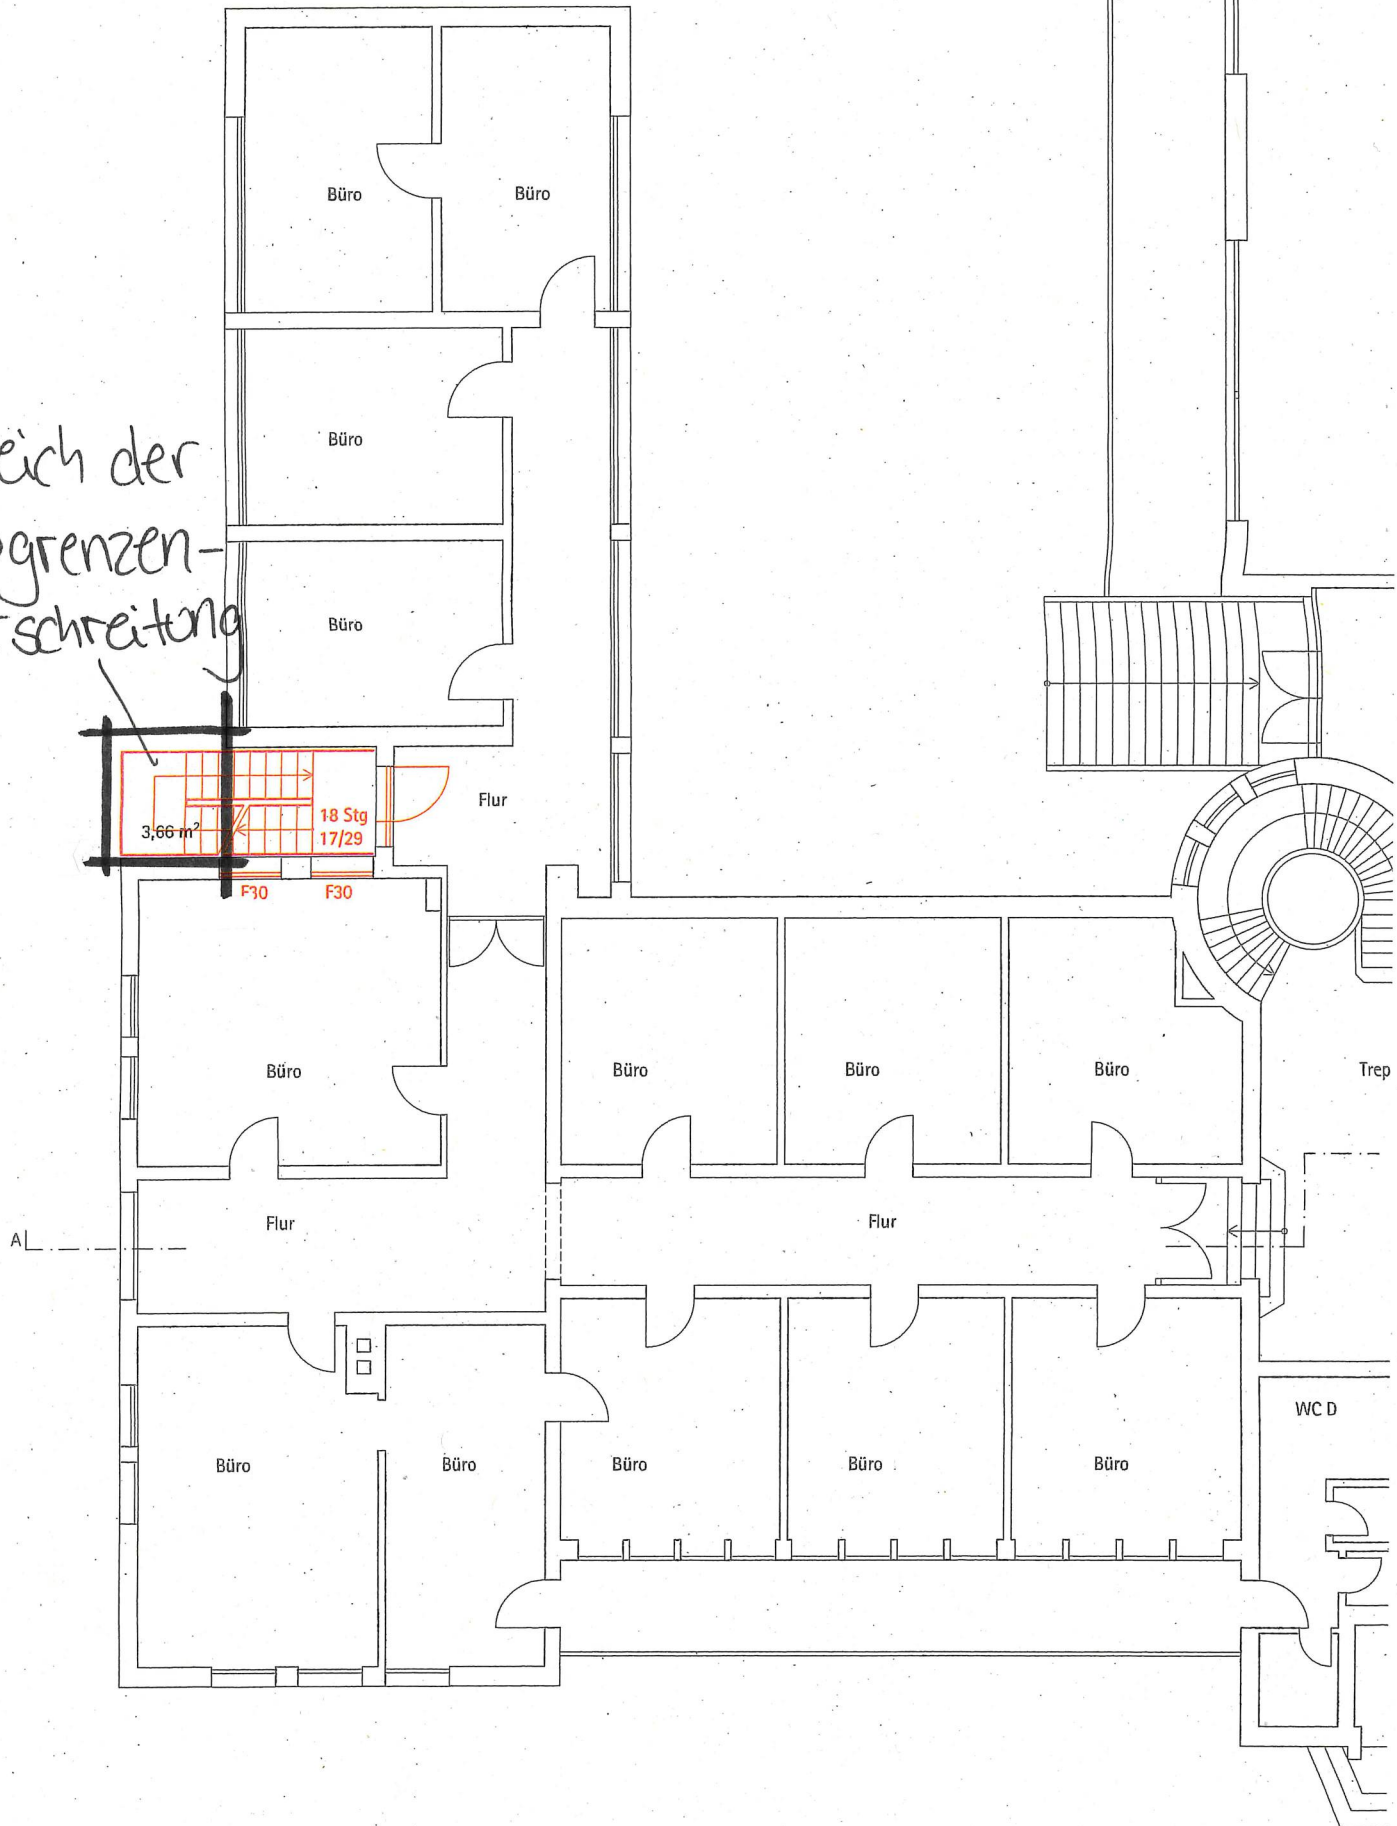 Büro
Büro
Büro
eich der
grenzen-
schreitung
Büro
Flur
18 Stg
3,66 m²
17/29
F30
F30
Büro
Büro
Büro
Büro
Trep
Flur
Flur
A
WC D
Büro
Büro
Büro
Büro
Büro